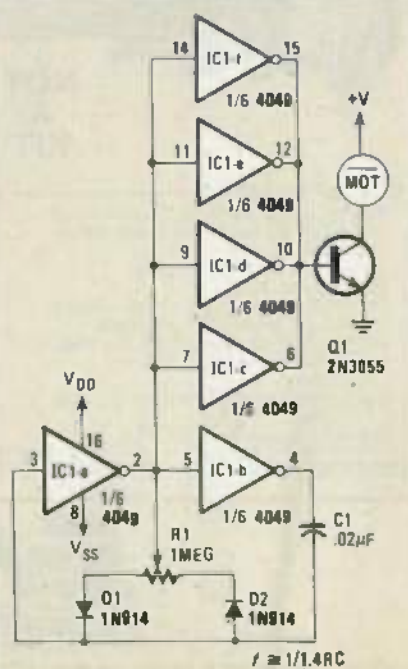 14
IC1-f
15
1/6 4049
+V
11
IC1-e
12
1/6 4049
MOT
9
IC1-d
10
1/6 4049
Q1
2N3055
7
IC1-c
6
1/6 4049
VDD
16
3
IC1-a
2
5
IC1-b
4
8
1/6
4049
1/6 4049
VSS
R1
1MEG
C1
.02µF
D1
1N914
D2
1N914
f ≅ 1/1.4RC